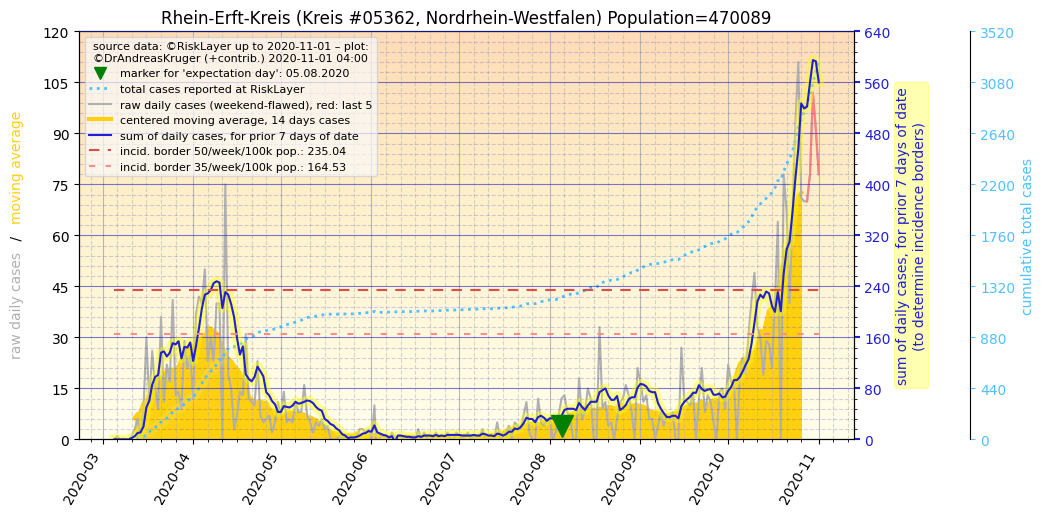 Rhein-Erft-Kreis (Kreis #05362, Nordrhein-Westfalen) Population=470089
source data: ©RiskLayer up to 2020-11-01 – plot:
©DrAndreasKruger (+contrib.) 2020-11-01 04:00
marker for 'expectation day': 05.08.2020
total cases reported at RiskLayer
raw daily cases (weekend-flawed), red: last 5
centered moving average, 14 days cases
sum of daily cases, for prior 7 days of date
incid. border 50/week/100k pop.: 235.04
incid. border 35/week/100k pop.: 164.53
raw daily cases / moving average
120
105
90
75
60
45
30
15
0
640
560
480
400
320
240
160
80
0
sum of daily cases, for prior 7 days of date
(to determine incidence borders)
3520
3080
2640
2200
1760
1320
880
440
0
cumulative total cases
2020-03
2020-04
2020-05
2020-06
2020-07
2020-08
2020-09
2020-10
2020-11